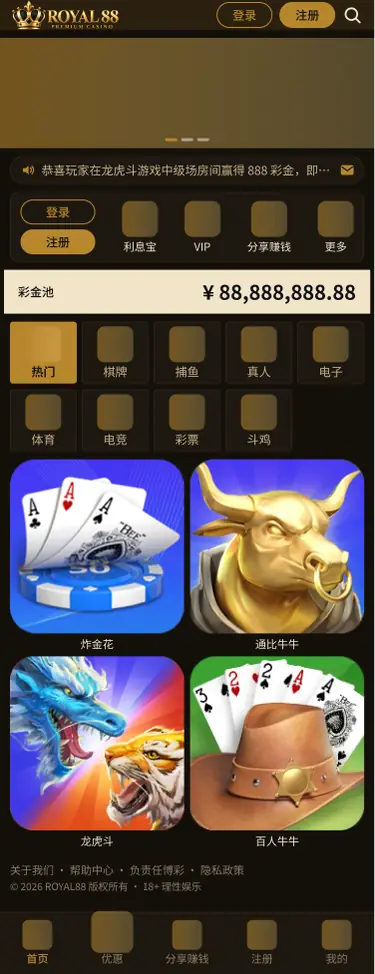 ROYAL 88
PREMIUM CASINO
登录
注册
恭喜玩家在龙虎斗游戏中级场房间赢得 888 彩金，即…
登录
注册
利息宝
VIP
分享赚钱
更多
彩金池
¥ 88,888,888.88
热门
棋牌
捕鱼
真人
电子
体育
电竞
彩票
斗鸡
A
A
A
"BEE"
炸金花
通比牛牛
3
2
2
A
A
龙虎斗
百人牛牛
关于我们 • 帮助中心 • 负责任博彩 • 隐私政策
© 2026 ROYAL88 版权所有 • 18+ 理性娱乐
首页
优惠
分享赚钱
注册
我的